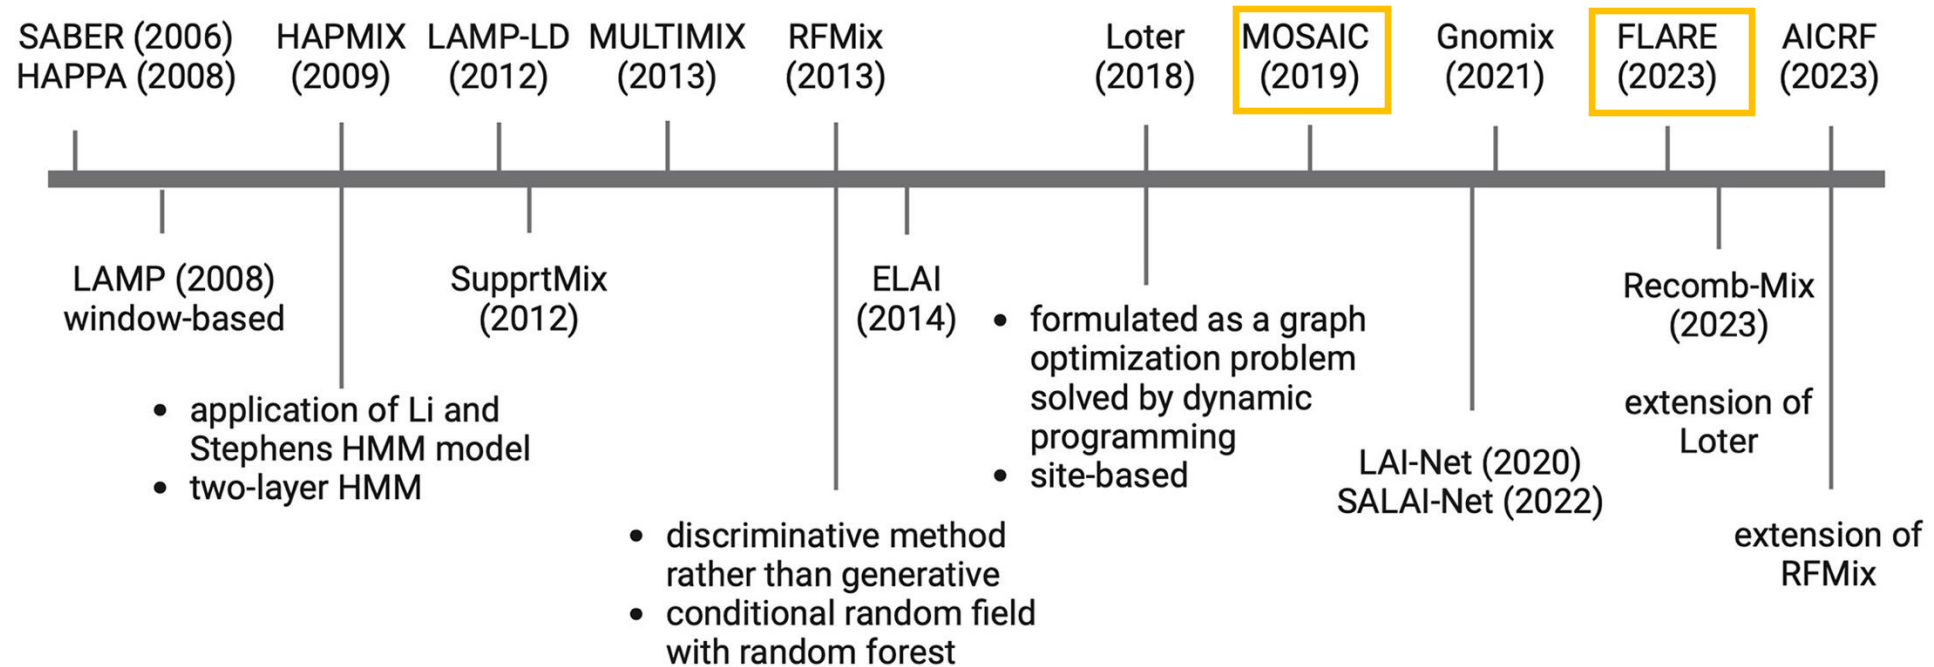 SABER (2006)
HAPPA (2008)
HAPMIX
(2009)
LAMP-LD
(2012)
MULTIMIX
(2013)
RFMix
(2013)
Loter
(2018)
MOSAIC
(2019)
Gnomix
(2021)
FLARE
(2023)
AICRF
(2023)
LAMP (2008)
window-based
SupprtMix
(2012)
ELAI
(2014)
Recomb-Mix
(2023)
extension of
Loter
• application of Li and
Stephens HMM model
• two-layer HMM
• formulated as a graph
optimization problem
solved by dynamic
programming
• site-based
LAI-Net (2020)
SALAI-Net (2022)
• discriminative method
rather than generative
• conditional random field
with random forest
extension of
RFMix